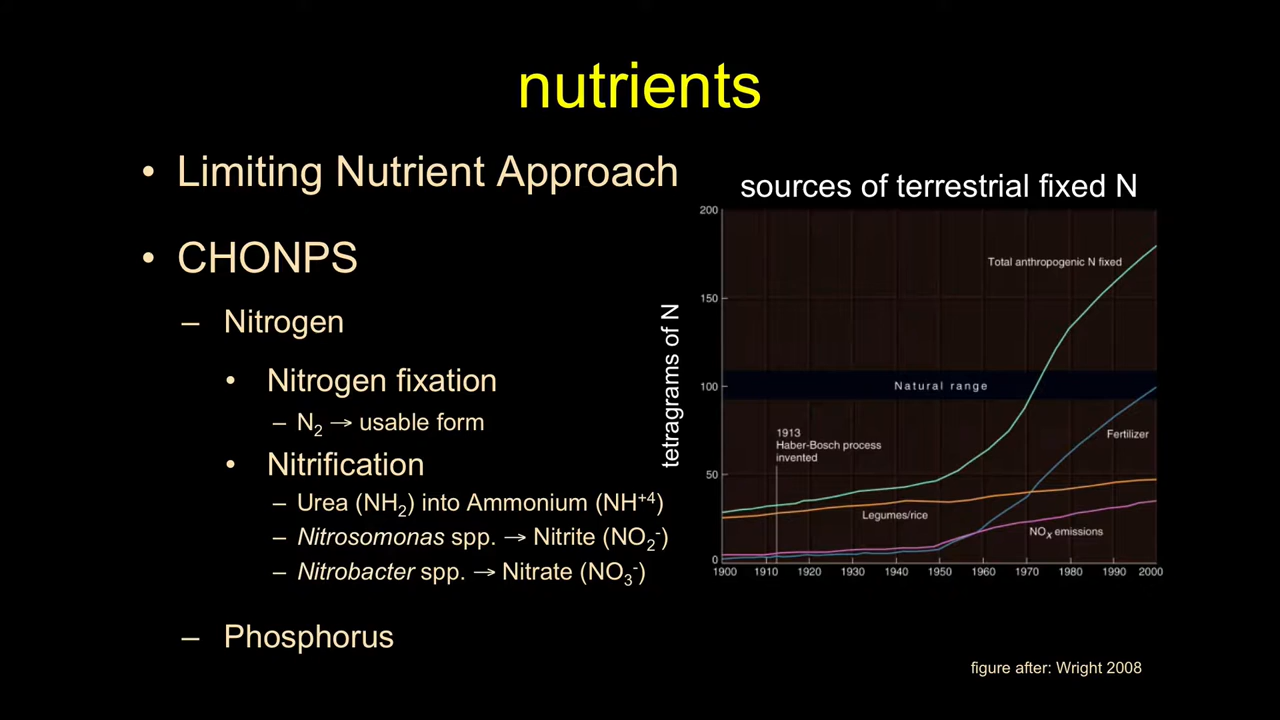 nutrients
• Limiting Nutrient Approach
• CHONPS
– Nitrogen
• Nitrogen fixation
– N₂ → usable form
• Nitrification
– Urea (NH₂) into Ammonium (NH⁺⁴)
– Nitrosomonas spp. → Nitrite (NO₂⁻)
– Nitrobacter spp. → Nitrate (NO₃⁻)
– Phosphorus
sources of terrestrial fixed N
tetragrams of N
200
150
100
50
0
Total anthropogenic N fixed
Natural range
1913
Haber-Bosch process
invented
Fertilizer
Legumes/rice
NOₓ emissions
1900 1910 1920 1930 1940 1950 1960 1970 1980 1990 2000
figure after: Wright 2008